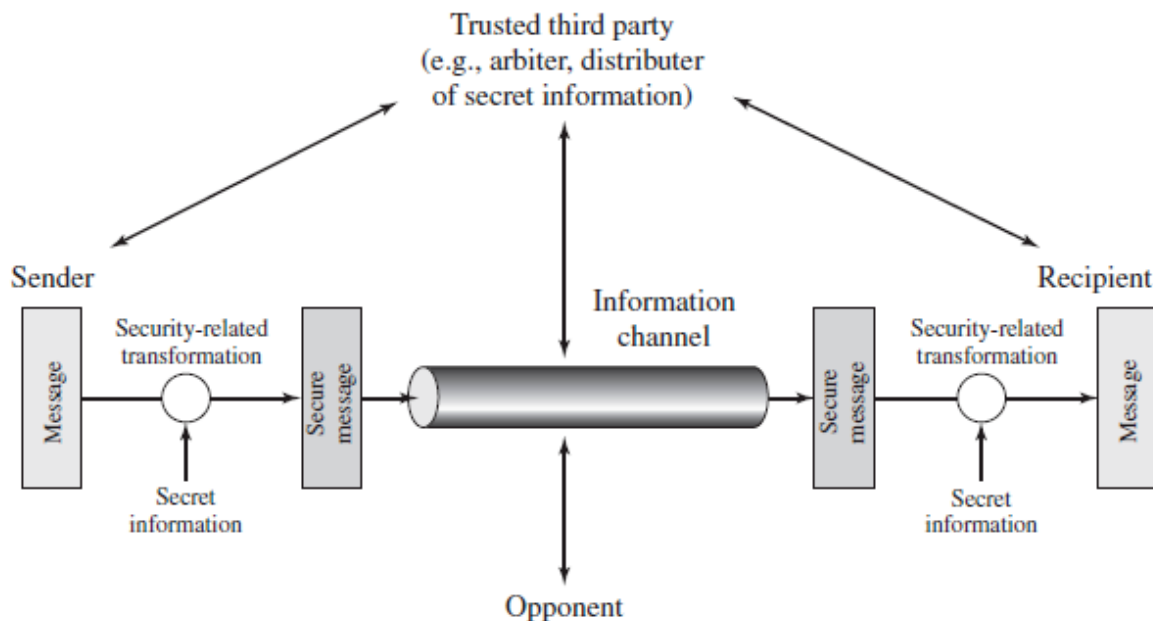 Trusted third party
(e.g., arbiter, distributer
of secret information)
Sender
Recipient
Information
channel
Security-related
transformation
Security-related
transformation
Message
Secure
message
Secure
message
Message
Secret
information
Secret
information
Opponent